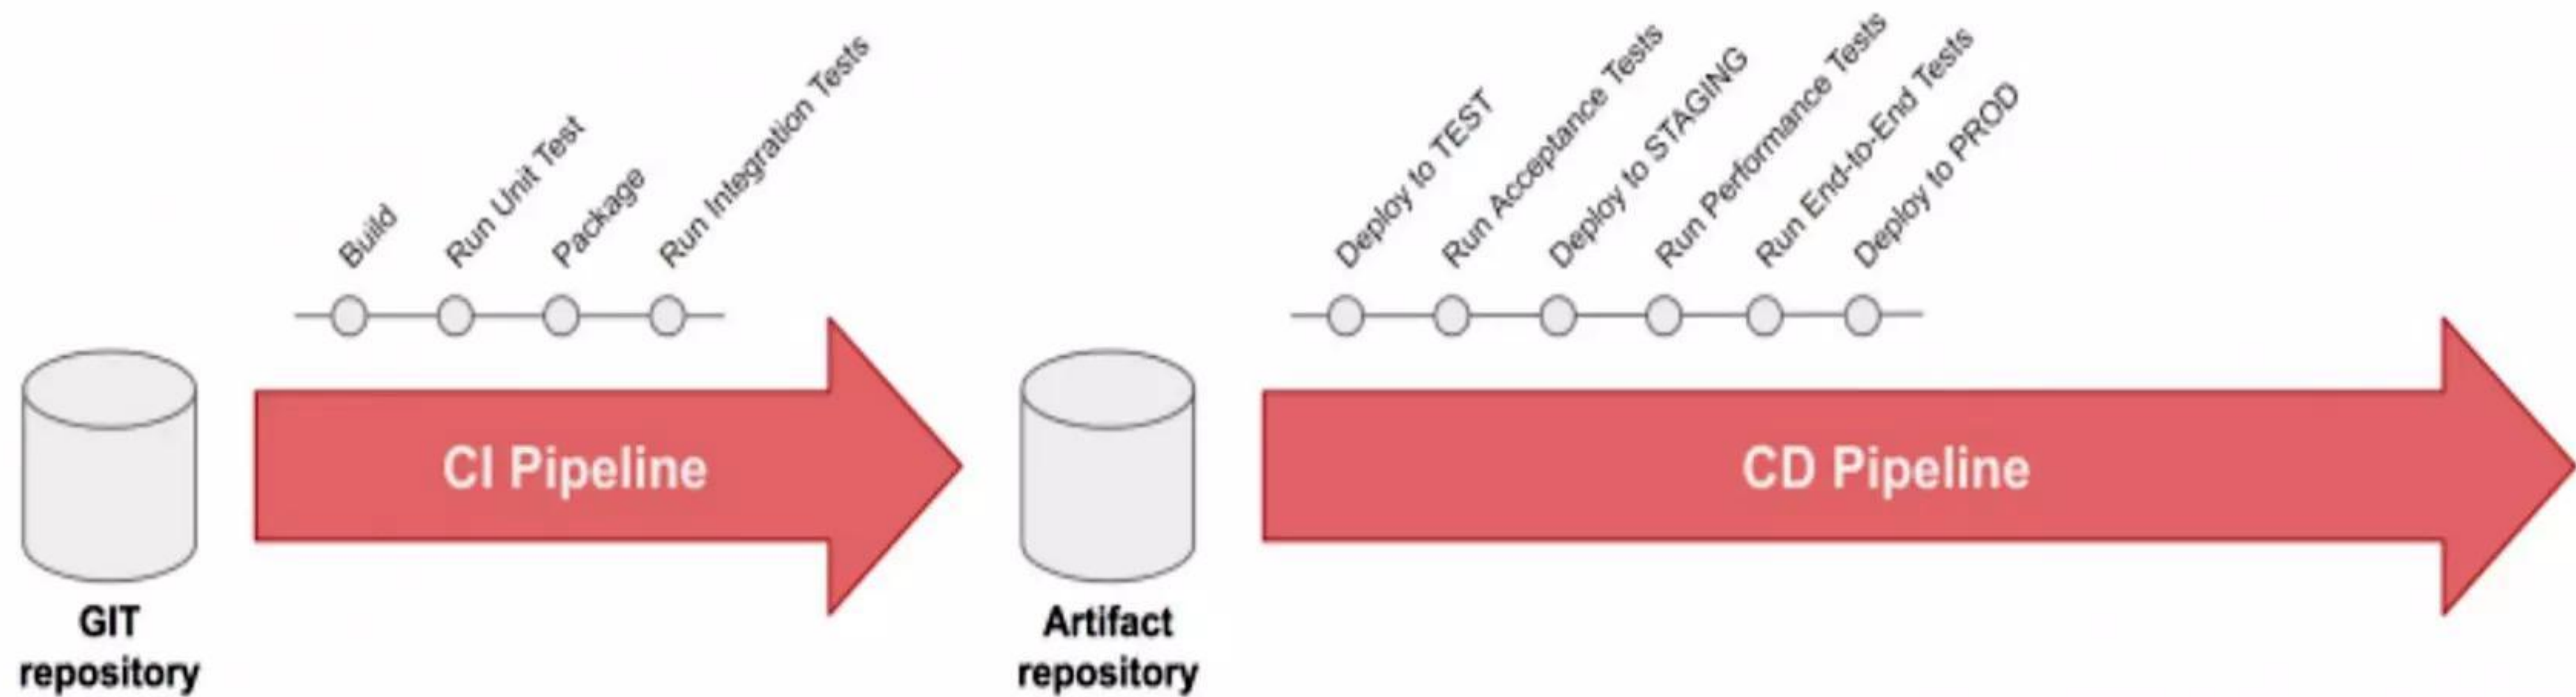 Build
Run Unit Test
Package
Run Integration Tests
Deploy to TEST
Run Acceptance Tests
Deploy to STAGING
Run Performance Tests
Run End-to-End Tests
Deploy to PROD
CI Pipeline
CD Pipeline
GIT
repository
Artifact
repository